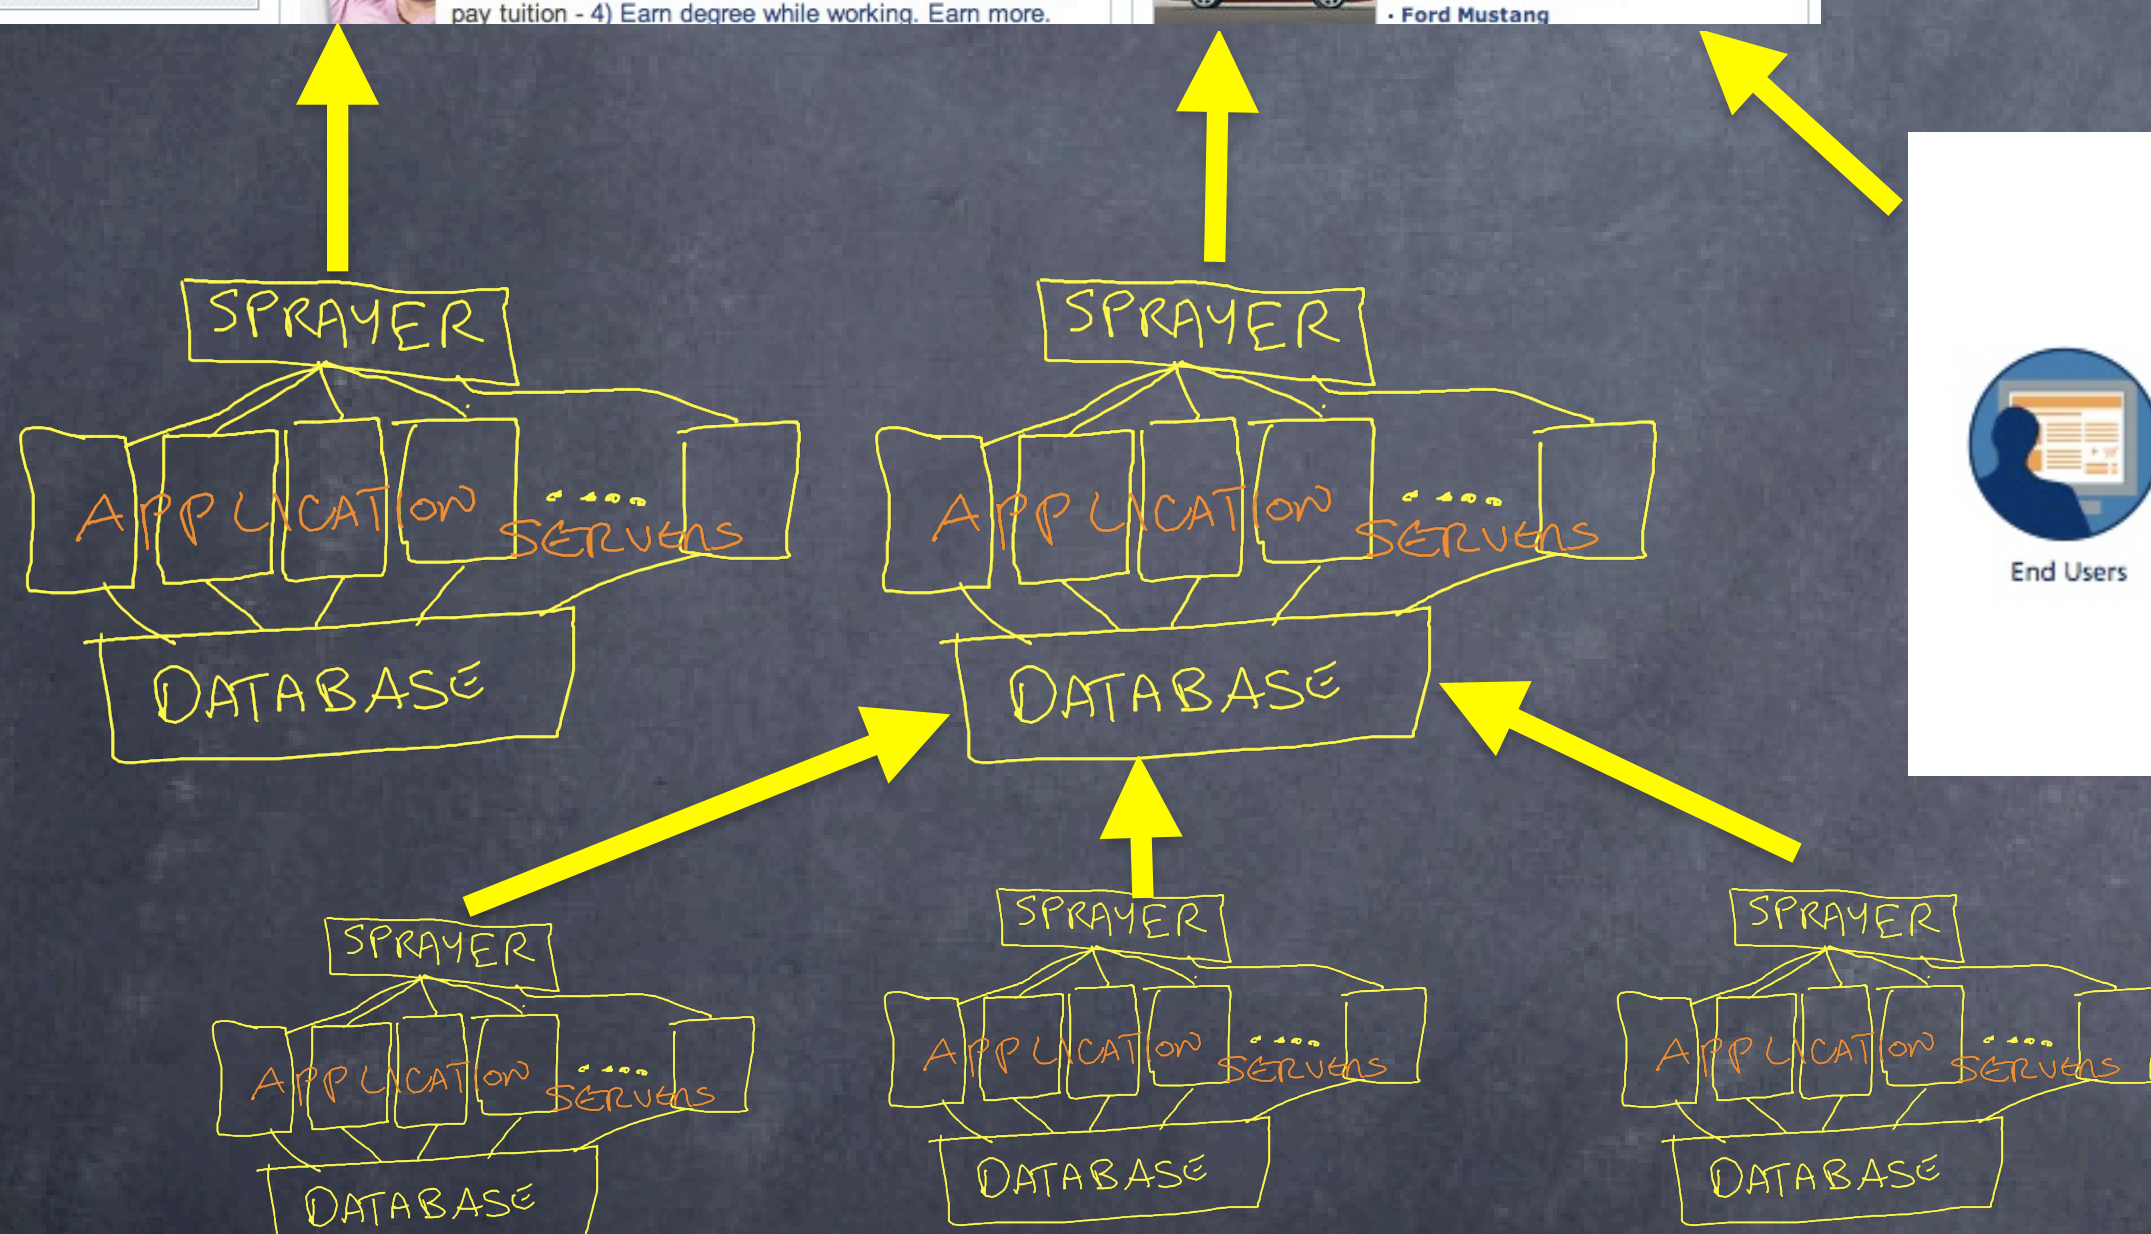 pay tuition - 4) Earn degree while working. Earn more.
· Ford Mustang
SPRAYER
SPRAYER
APPLICATION SERVERS
APPLICATION SERVERS
End Users
DATABASE
DATABASE
SPRAYER
SPRAYER
SPRAYER
APPLICATION SERVERS
APPLICATION SERVERS
APPLICATION SERVERS
DATABASE
DATABASE
DATABASE